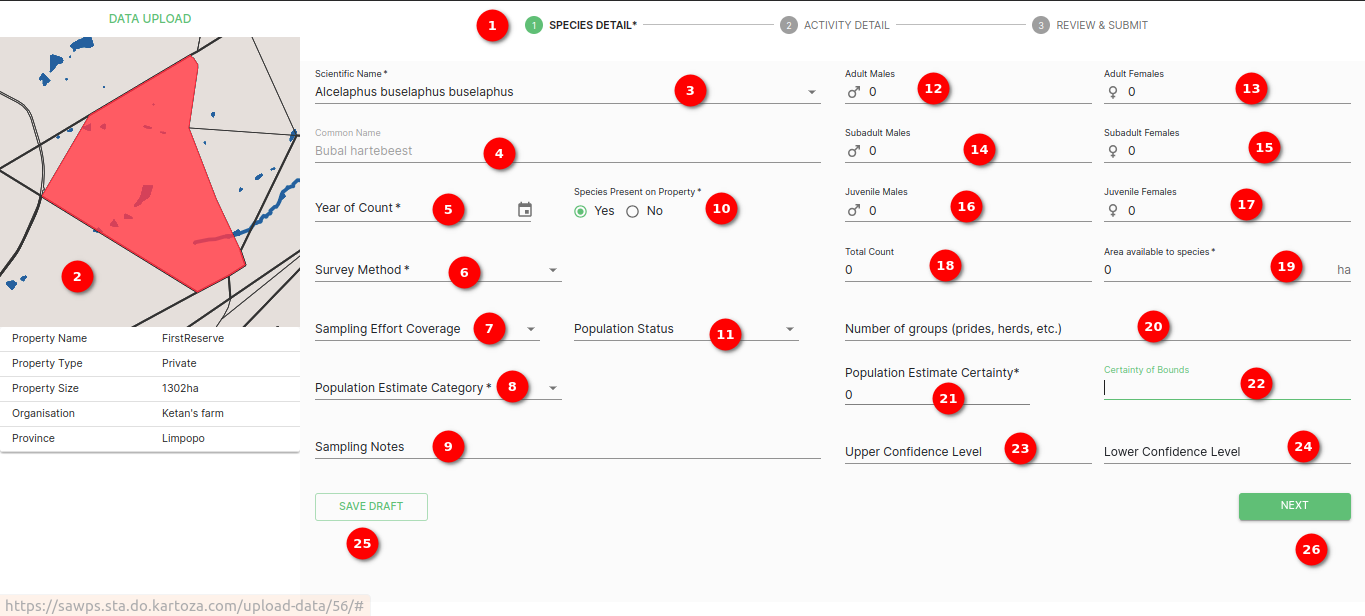 DATA UPLOAD
1 1 SPECIES DETAIL* 2 ACTIVITY DETAIL 3 REVIEW & SUBMIT
2
Property Name FirstReserve
Property Type Private
Property Size 1302ha
Organisation Ketan's farm
Province Limpopo
Scientific Name *
Alcelaphus buselaphus buselaphus 3
Common Name
Bubal hartebeest 4
Year of Count * 5
Species Present on Property *
Yes No 10
Survey Method * 6
Sampling Effort Coverage 7
Population Status 11
Population Estimate Category * 8
Sampling Notes 9
SAVE DRAFT
25
Adult Males
0 12
Adult Females
0 13
Subadult Males
0 14
Subadult Females
0 15
Juvenile Males
0 16
Juvenile Females
0 17
Total Count
0 18
Area available to species *
0 19 ha
Number of groups (prides, herds, etc.) 20
Population Estimate Certainty*
0 21
Certainty of Bounds
22
Upper Confidence Level 23
Lower Confidence Level 24
NEXT
26
https://sawps.sta.do.kartoza.com/upload-data/56/#